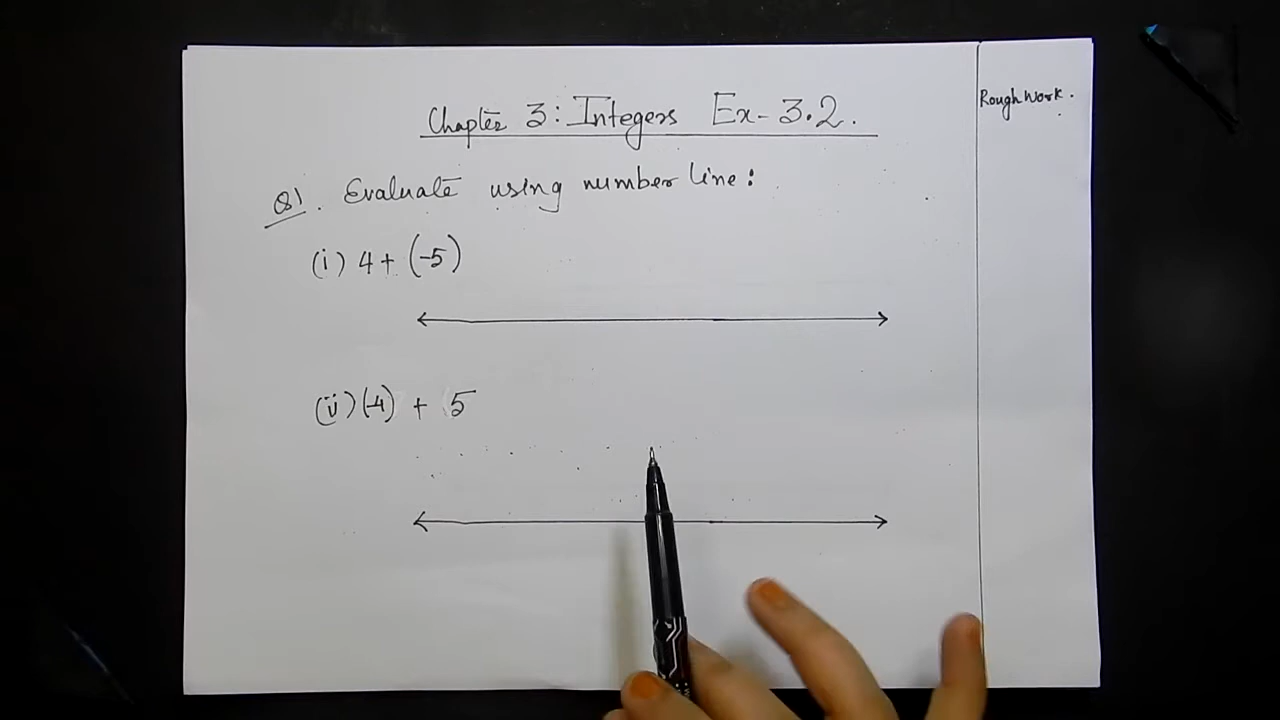 Chapter 3: Integers Ex- 3.2.
Rough Work.
Q1. Evaluate using number line:
(i) 4+ (-5)
(ii) (-4) + 5